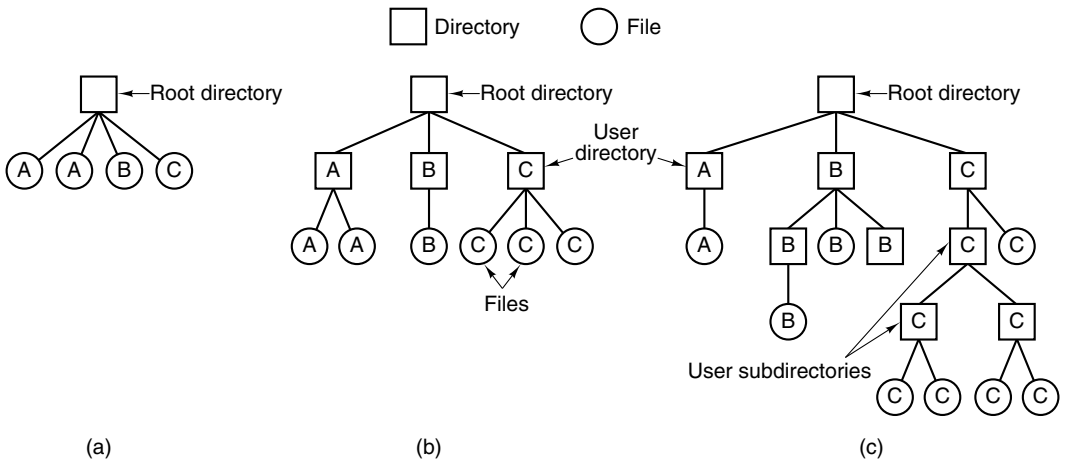 Directory File
Root directory
A A B C
Root directory
User
directory
A B C
A A B C C C
Files
Root directory
A B C
A B B B C C
B C C
User subdirectories
C C C C
(a) (b) (c)